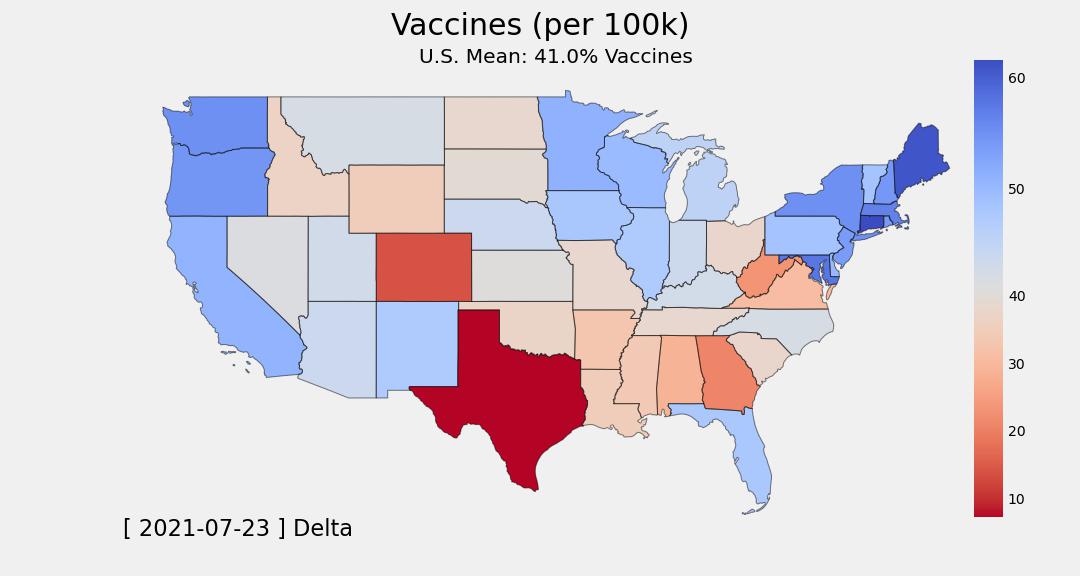 Vaccines (per 100k)
U.S. Mean: 41.0% Vaccines
60
50
40
30
20
10
[ 2021-07-23 ] Delta